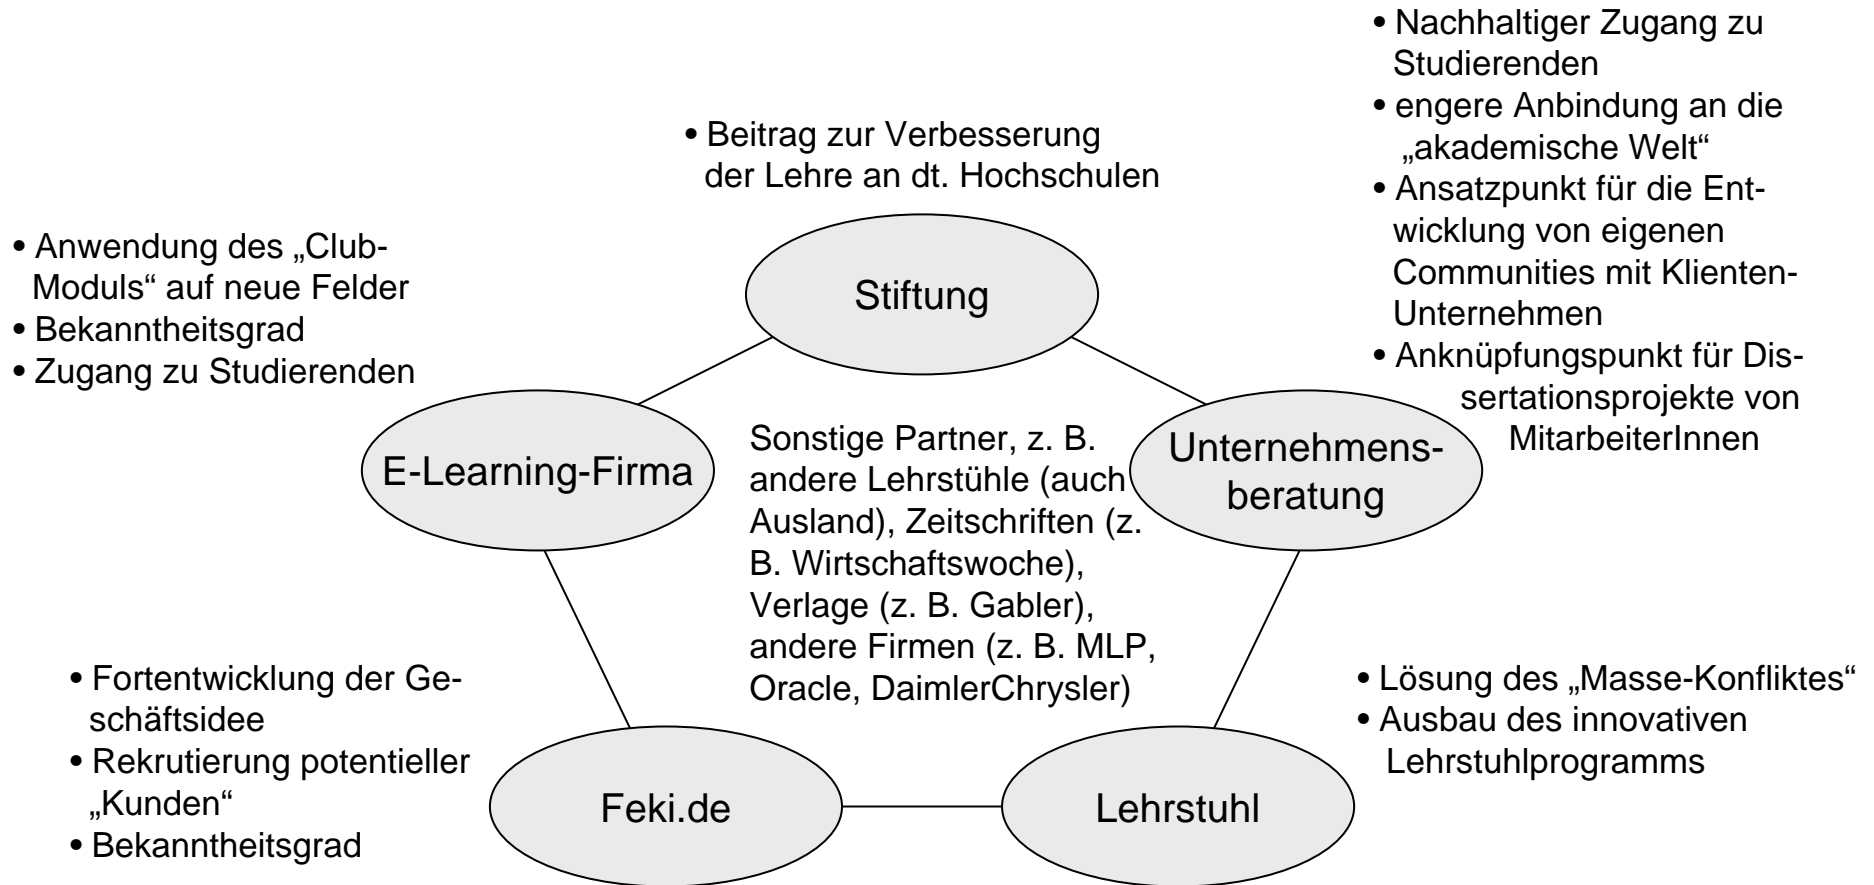 • Nachhaltiger Zugang zu
Studierenden
• engere Anbindung an die
„akademische Welt“
• Ansatzpunkt für die Ent-
wicklung von eigenen
Communities mit Klienten-
Unternehmen
• Anknüpfungspunkt für Dis-
sertationsprojekte von
MitarbeiterInnen
• Beitrag zur Verbesserung
der Lehre an dt. Hochschulen
• Anwendung des „Club-
Moduls“ auf neue Felder
• Bekanntheitsgrad
• Zugang zu Studierenden
Stiftung
E-Learning-Firma
Unternehmens-
beratung
Sonstige Partner, z. B.
andere Lehrstühle (auch
Ausland), Zeitschriften (z.
B. Wirtschaftswoche),
Verlage (z. B. Gabler),
andere Firmen (z. B. MLP,
Oracle, DaimlerChrysler)
• Fortentwicklung der Ge-
schäftsidee
• Rekrutierung potentieller
„Kunden“
• Bekanntheitsgrad
Feki.de
Lehrstuhl
• Lösung des „Masse-Konfliktes“
• Ausbau des innovativen
Lehrstuhlprogramms